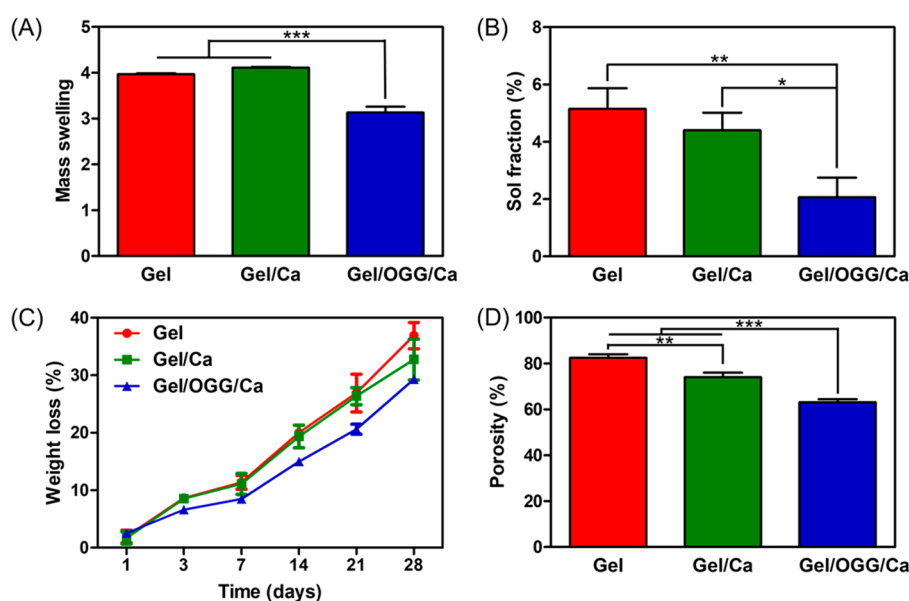 (A)
Mass swelling
5
4
3
2
1
0
***
Gel
Gel/Ca
Gel/OGG/Ca
(B)
Sol fraction (%)
8
6
4
2
0
**
*
Gel
Gel/Ca
Gel/OGG/Ca
(C)
Weight loss (%)
40
30
20
10
0
Gel
Gel/Ca
Gel/OGG/Ca
1 3 7 14 21 28
Time (days)
(D)
Porosity (%)
100
80
60
40
20
0
***
**
Gel
Gel/Ca
Gel/OGG/Ca